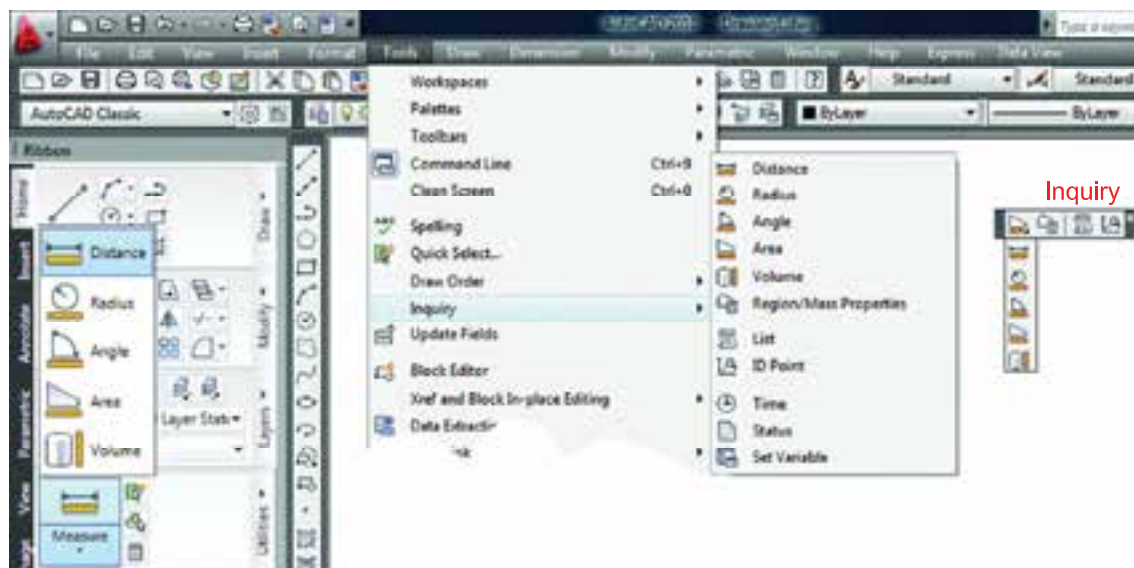 File Edit View Insert Format Tools Draw Dimension Modify Parametric Window Help Express Data View
Standard
Standard
AutoCAD Classic
ByLayer
ByLayer
Ribbon
Home
Insert
Annotate
Parametric
View
Draw
Modify
Layers
Utilities
Distance
Radius
Angle
Area
Volume
Layer State
Measure
Workspaces
Palettes
Toolbars
Command Line Ctrl+9
Clean Screen Ctrl+0
Spelling
Quick Select...
Draw Order
Inquiry
Update Fields
Block Editor
Xref and Block In-place Editing
Distance
Radius
Angle
Area
Volume
Region/Mass Properties
List
ID Point
Time
Status
Set Variable
Inquiry